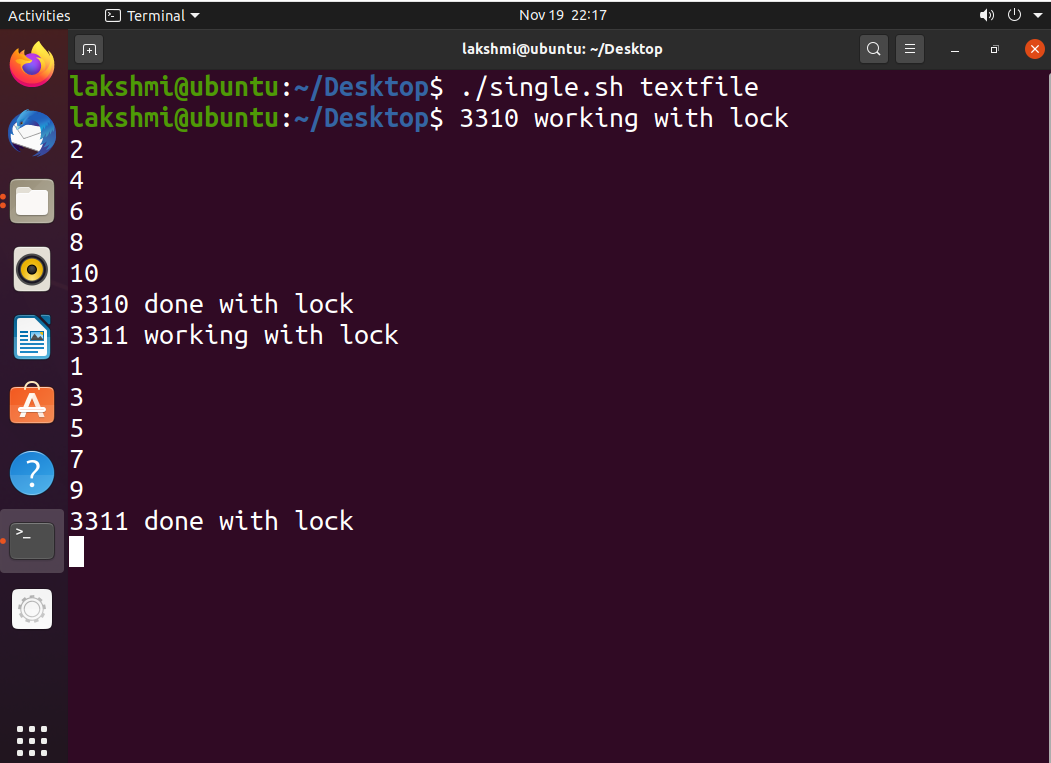 Activities
Terminal
Nov 19 22:17
lakshmi@ubuntu: ~/Desktop
lakshmi@ubuntu:~/Desktop$ ./single.sh textfile
lakshmi@ubuntu:~/Desktop$ 3310 working with lock
2
4
6
8
10
3310 done with lock
3311 working with lock
1
3
5
7
9
3311 done with lock